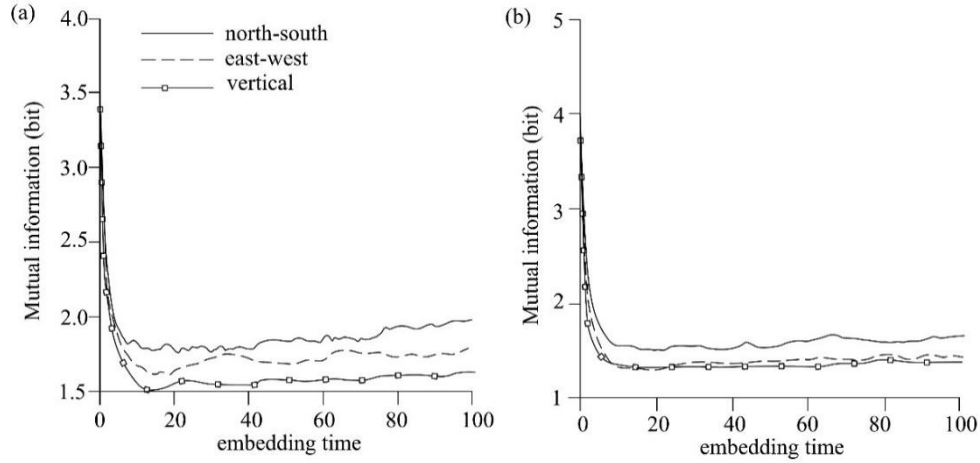 (a)
4.0
3.5
3.0
2.5
2.0
1.5
Mutual information (bit)
north-south
east-west
vertical
0 20 40 60 80 100
embedding time
(b)
5
4
3
2
1
Mutual information (bit)
0 20 40 60 80 100
embedding time